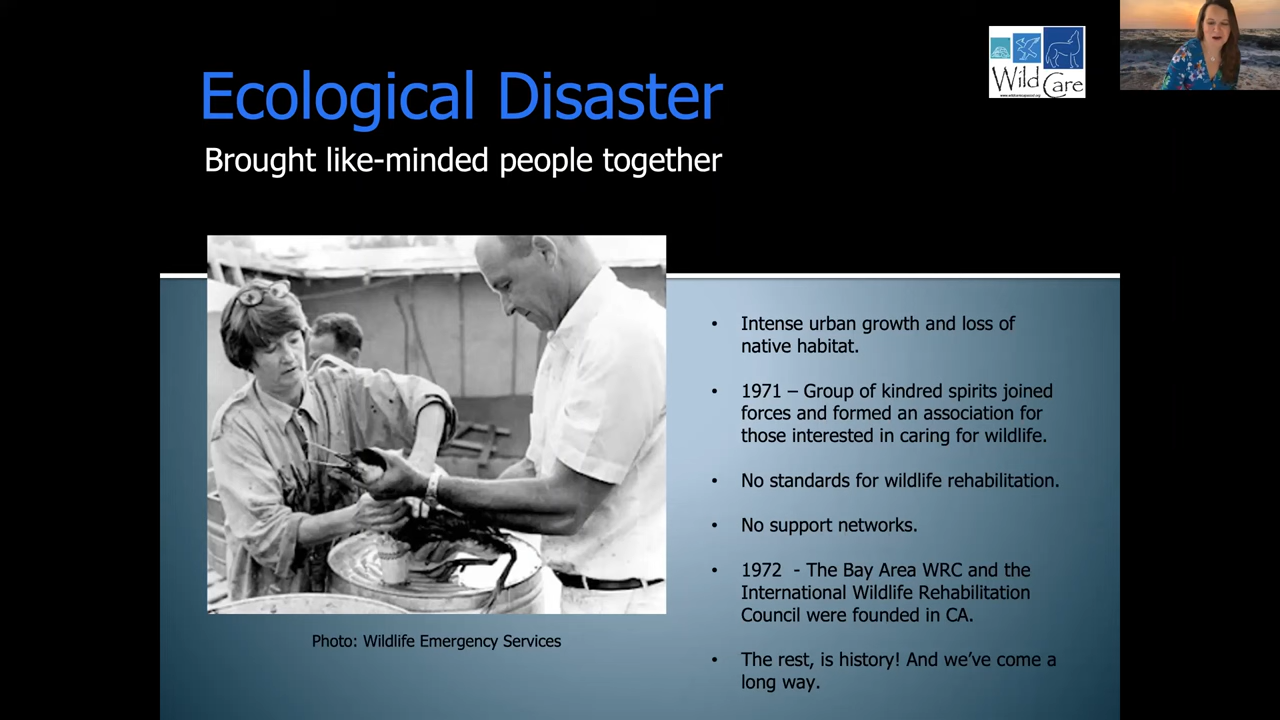 Ecological Disaster
Brought like-minded people together
Wild Care
Intense urban growth and loss of
native habitat.
1971 – Group of kindred spirits joined
forces and formed an association for
those interested in caring for wildlife.
No standards for wildlife rehabilitation.
No support networks.
1972 - The Bay Area WRC and the
International Wildlife Rehabilitation
Council were founded in CA.
The rest, is history! And we’ve come a
long way.
Photo: Wildlife Emergency Services